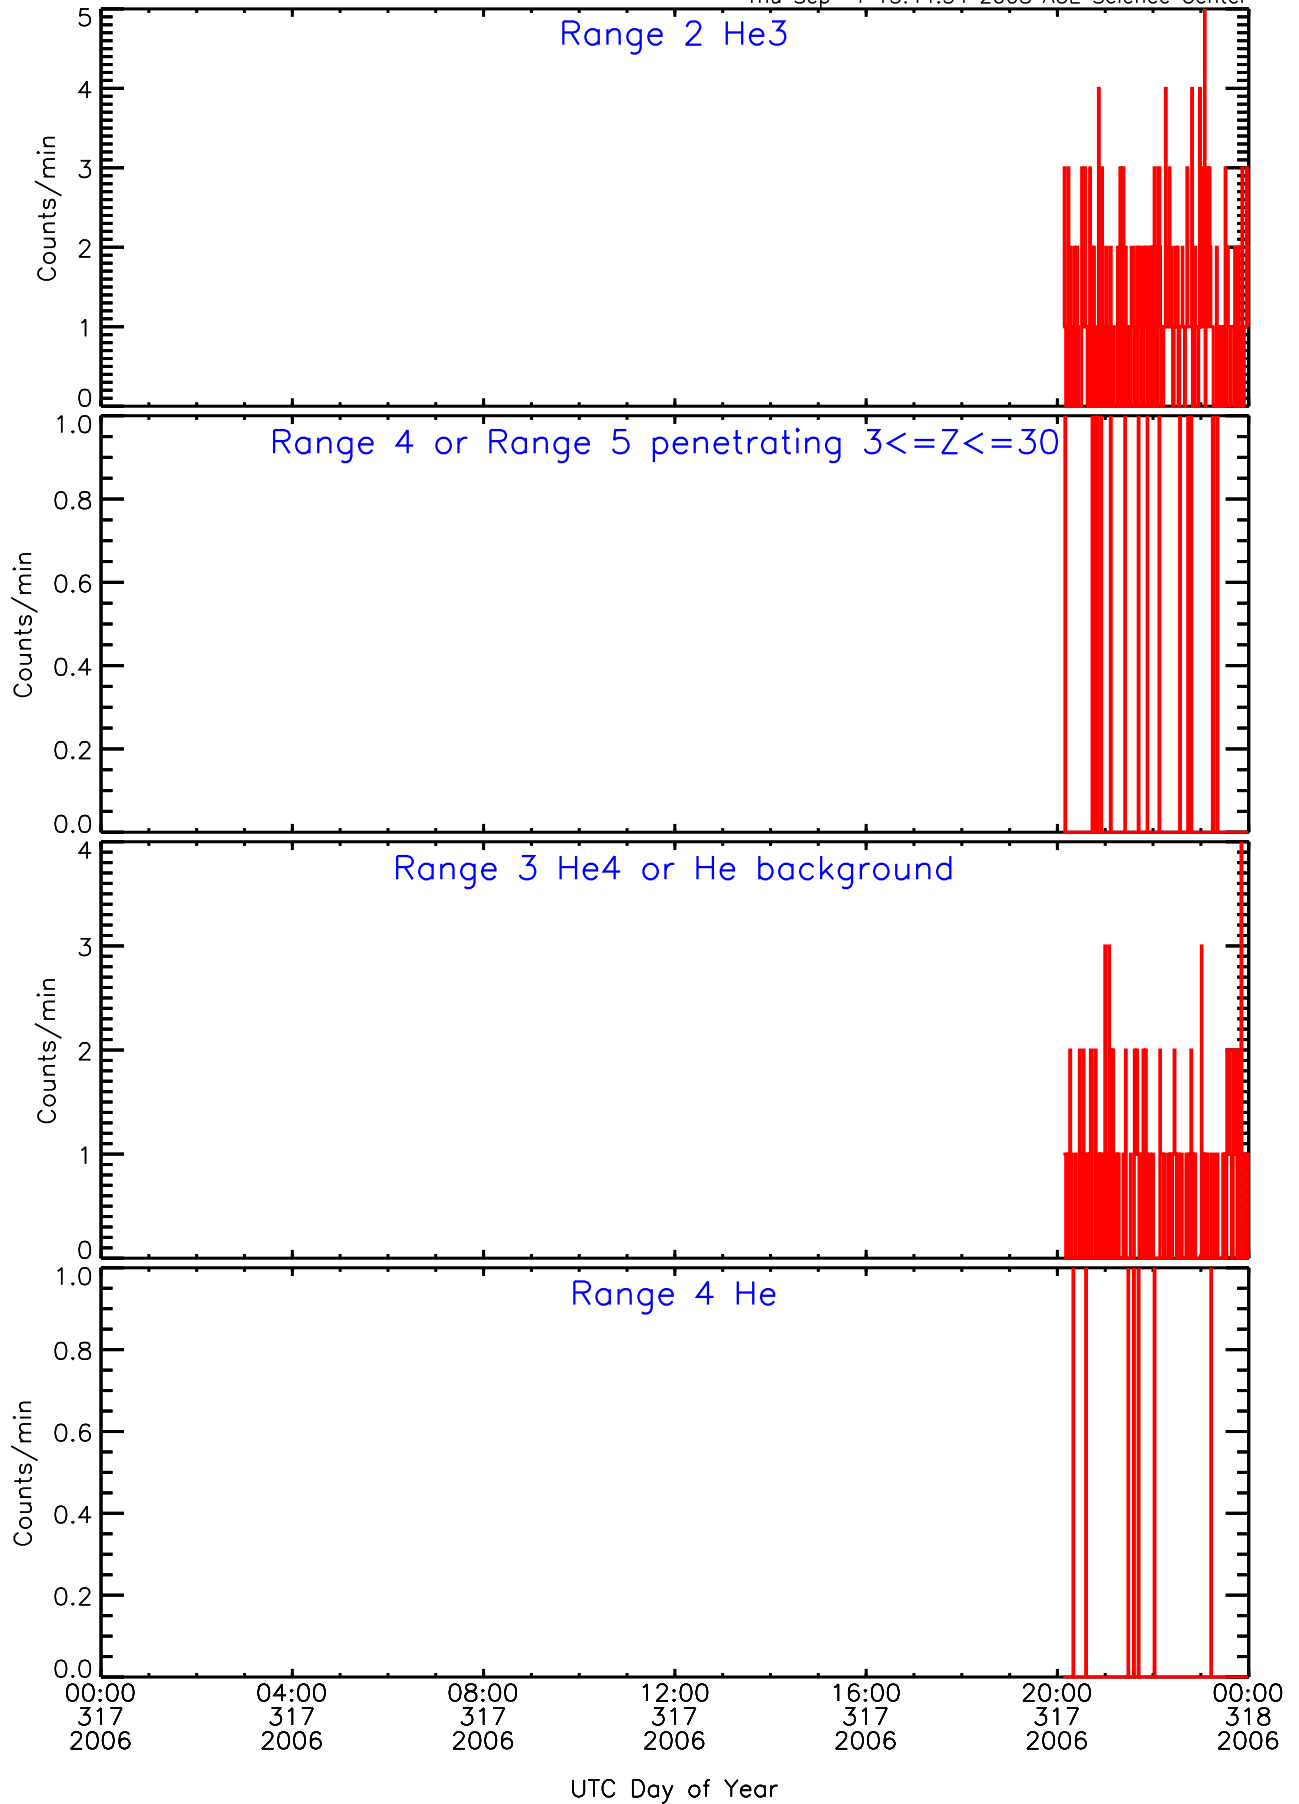 Range 2 He3
5
4
3
2
1
0
Counts/min
Range 4 or Range 5 penetrating 3<=Z<=30
1.0
0.8
0.6
0.4
0.2
0.0
Counts/min
Range 3 He4 or He background
4
3
2
1
0
Counts/min
Range 4 He
1.0
0.8
0.6
0.4
0.2
0.0
Counts/min
00:00 04:00 08:00 12:00 16:00 20:00 00:00
317 317 317 317 317 317 318
2006 2006 2006 2006 2006 2006 2006
UTC Day of Year